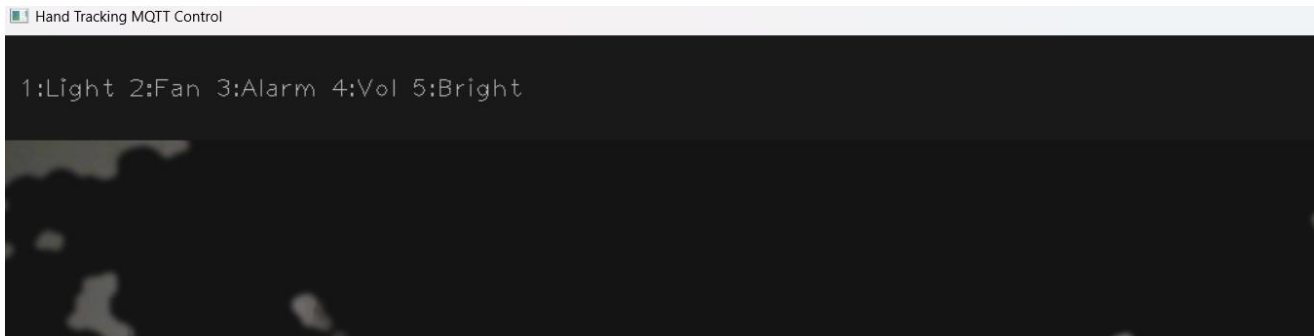 Hand Tracking MQTT Control
1:Light 2:Fan 3:Alarm 4:Vol 5:Bright